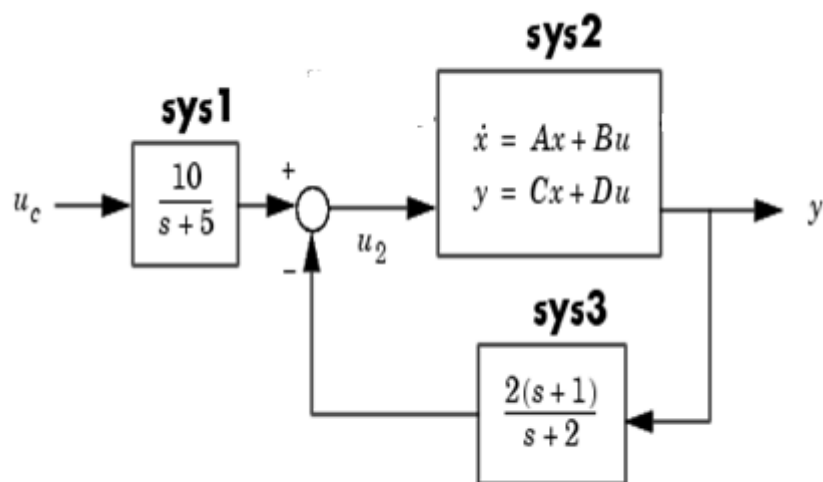 sys2
sys1
ẋ = Ax + Bu
y = Cx + Du
10
s + 5
+
u_c
u_2
y
−
sys3
2(s + 1)
s + 2